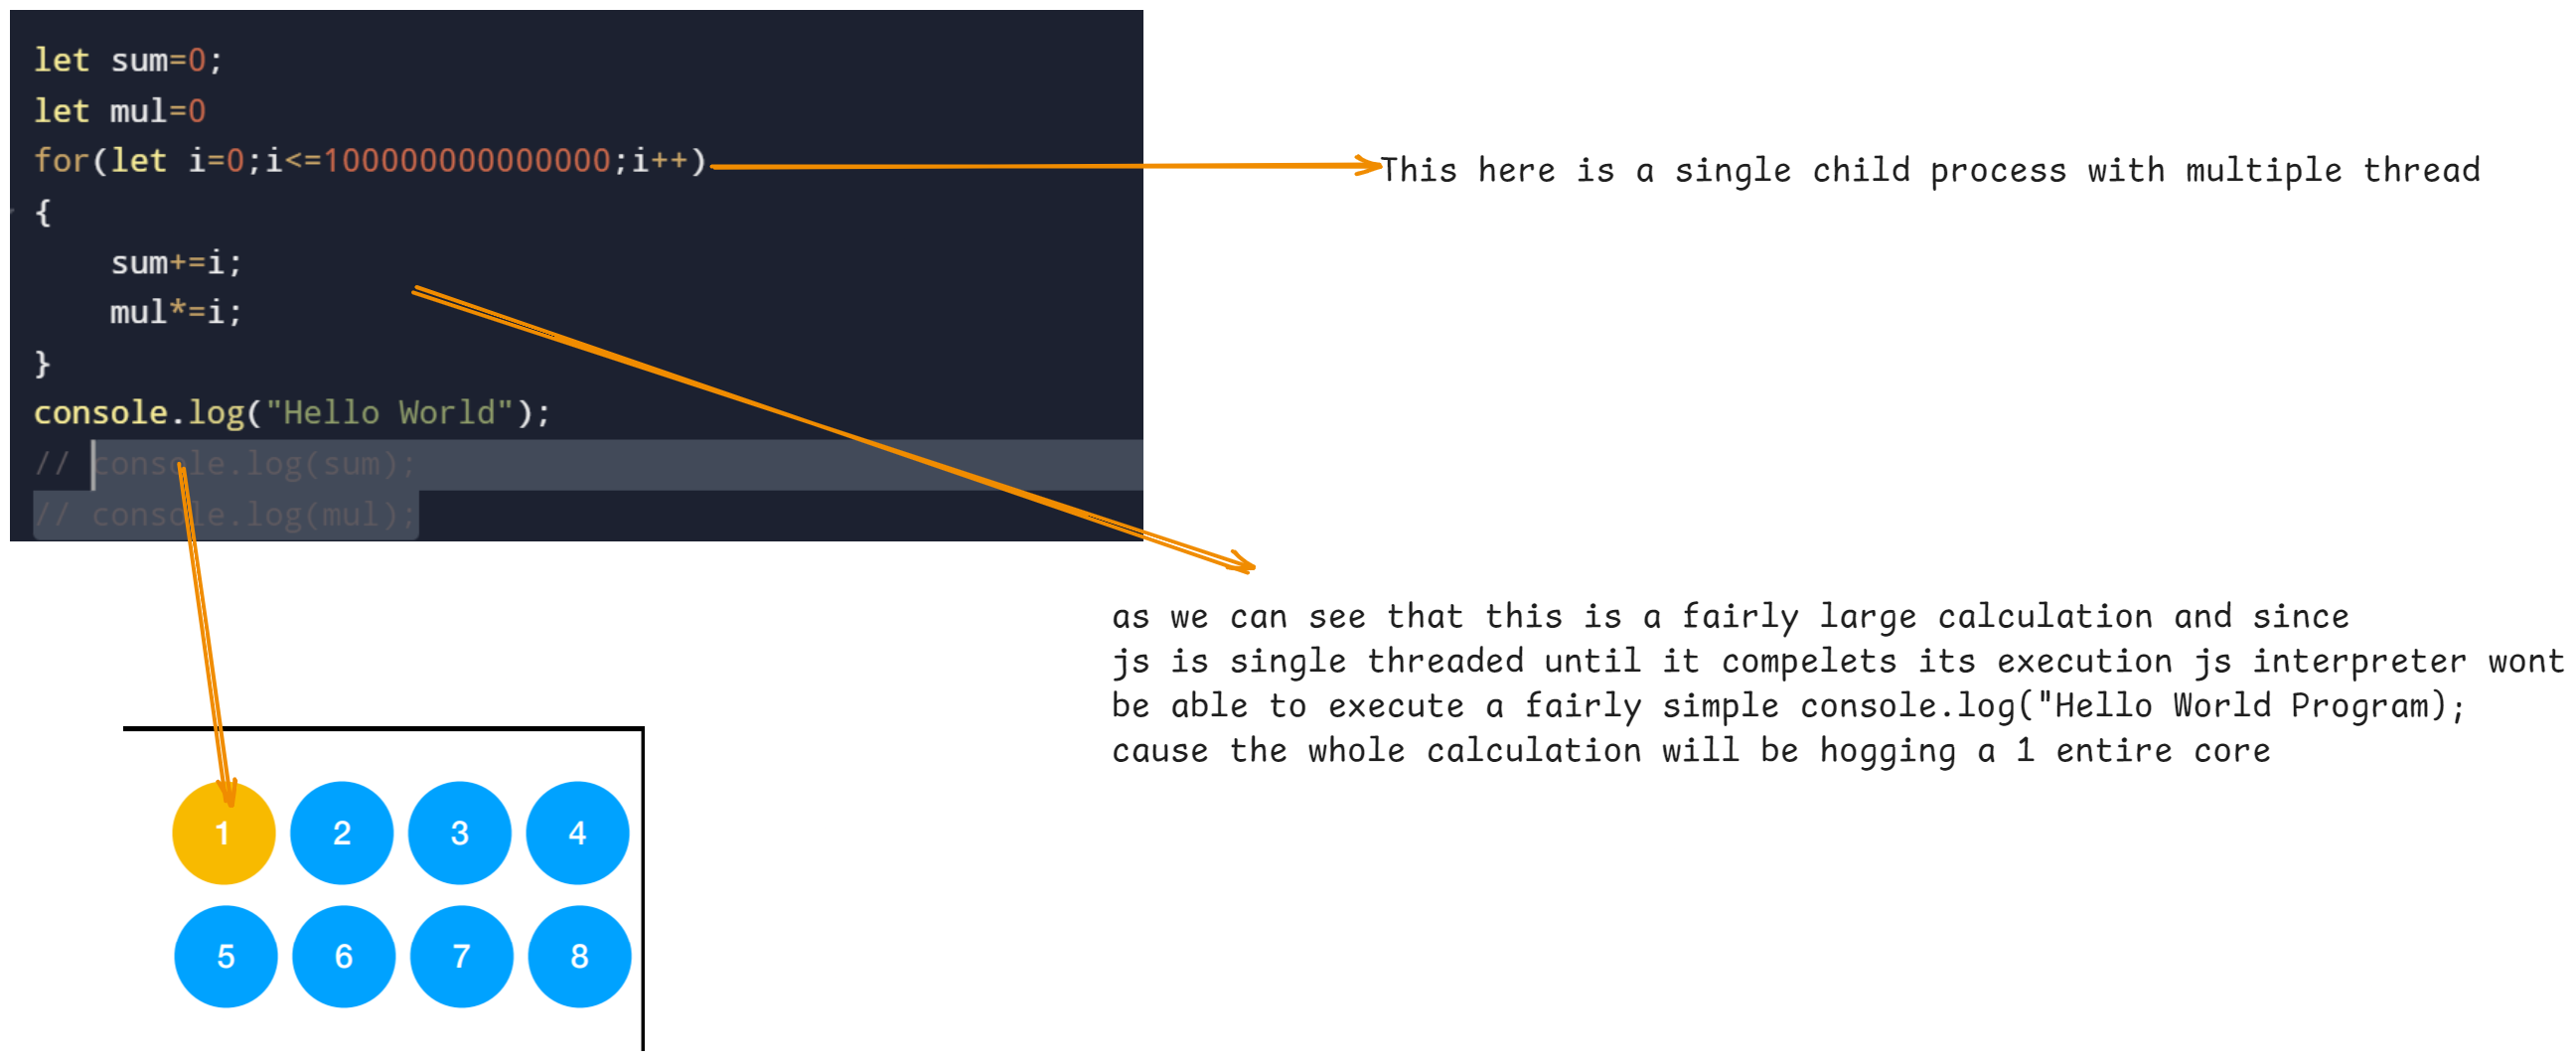 let sum=0;
let mul=0
for(let i=0;i<=100000000000000;i++)
{
sum+=i;
mul*=i;
}
console.log("Hello World");
// console.log(sum);
// console.log(mul);
This here is a single child process with multiple thread
as we can see that this is a fairly large calculation and since
js is single threaded until it compelets its execution js interpreter wont
be able to execute a fairly simple console.log("Hello World Program);
cause the whole calculation will be hogging a 1 entire core
1 2 3 4
5 6 7 8